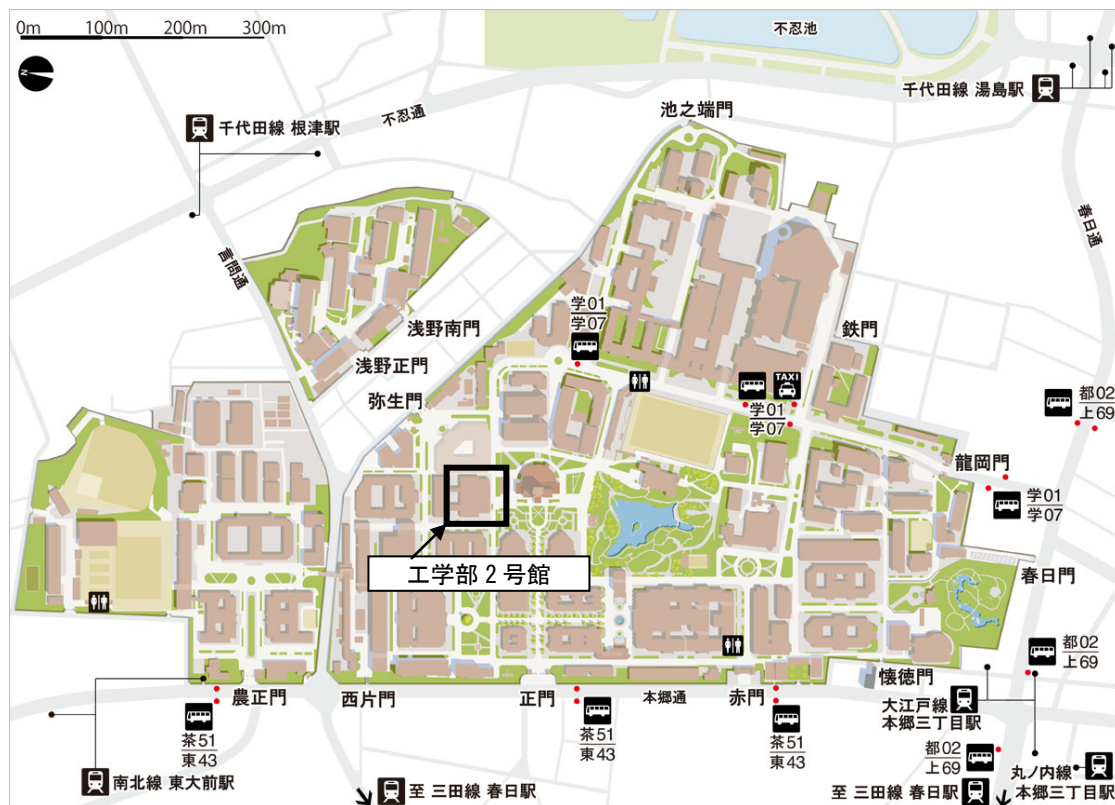 0m 100m 200m 300m
N
不忍池
千代田線 湯島駅
池之端門
千代田線 根津駅
不忍通
春日通
言問通
学01
学07
浅野南門
鉄門
浅野正門
TAXI
弥生門
学01
学07
都02
上69
龍岡門
学01
学07
工学部2号館
春日門
都02
上69
懐徳門
農正門
西片門
正門
本郷通
赤門
大江戸線
本郷三丁目駅
茶51
東43
茶51
東43
茶51
東43
都02
上69
南北線 東大前駅
至 三田線 春日駅
丸ノ内線
本郷三丁目駅
至 三田線 春日駅